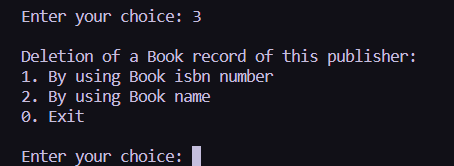 Enter your choice: 3
Deletion of a Book record of this publisher:
1. By using Book isbn number
2. By using Book name
0. Exit
Enter your choice: